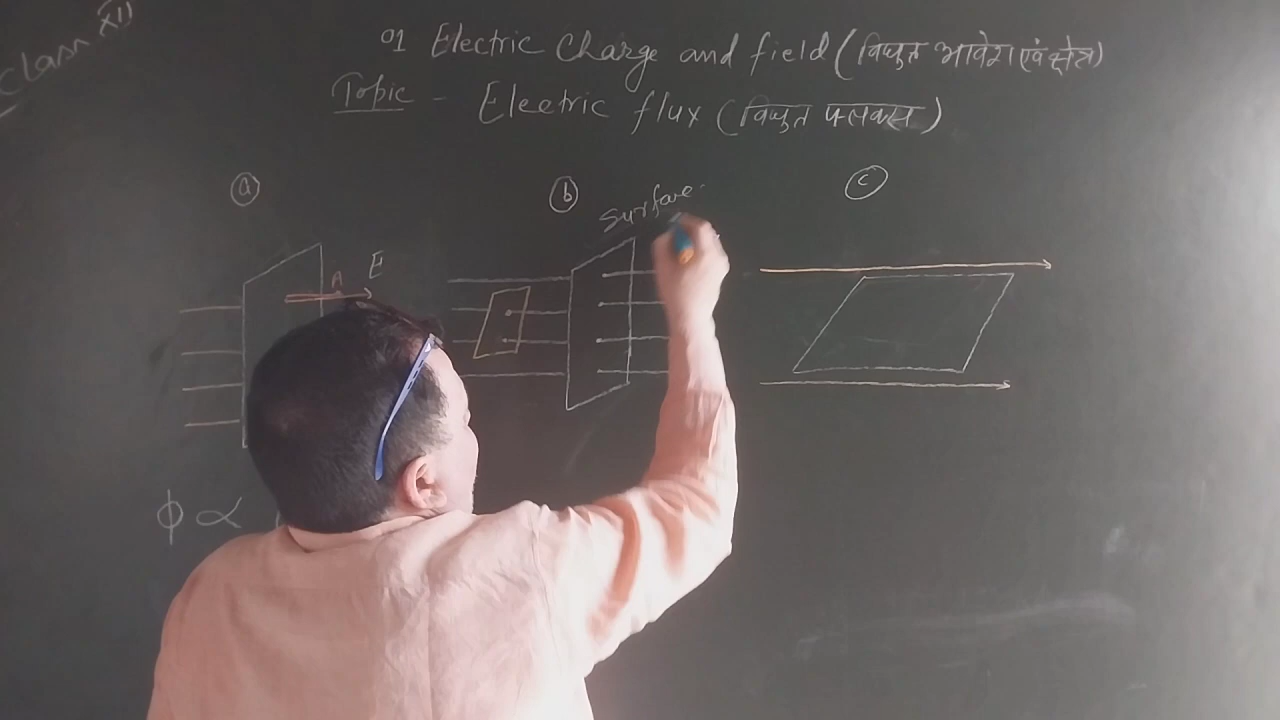 Class XII
01 Electric Charge and field (विधुत आवेश एवं क्षेत्र)
Topic - Electric flux (विधुत फ्लक्स)
a
b
c
Surface
A
E
ϕ ∝